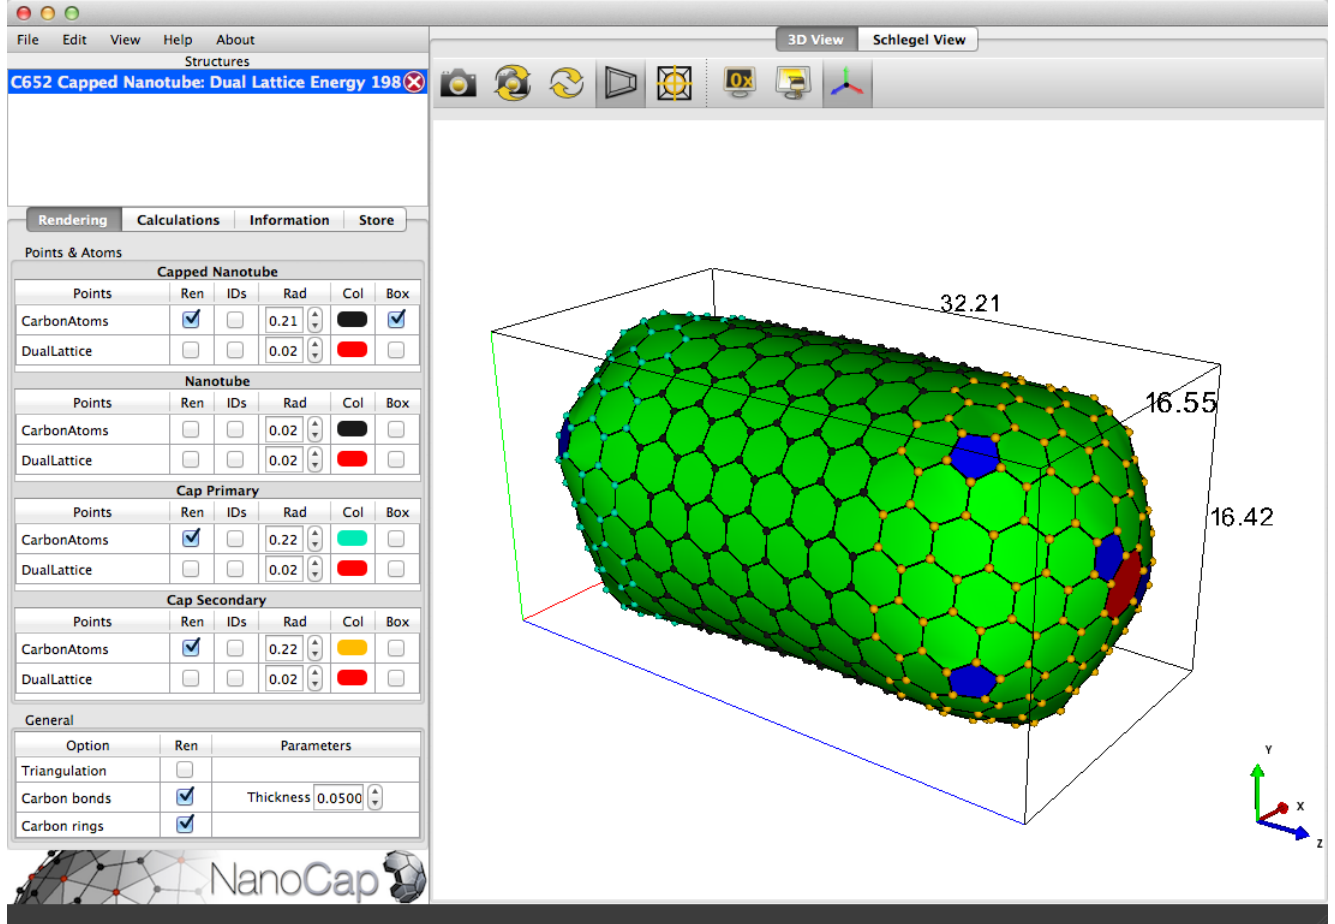 File Edit View Help About
Structures
C652 Capped Nanotube: Dual Lattice Energy 198
Rendering Calculations Information Store
Points & Atoms
Capped Nanotube
Points Ren IDs Rad Col Box
CarbonAtoms 0.21
DualLattice 0.02
Nanotube
Points Ren IDs Rad Col Box
CarbonAtoms 0.02
DualLattice 0.02
Cap Primary
Points Ren IDs Rad Col Box
CarbonAtoms 0.22
DualLattice 0.02
Cap Secondary
Points Ren IDs Rad Col Box
CarbonAtoms 0.22
DualLattice 0.02
General
Option Ren Parameters
Triangulation
Carbon bonds Thickness 0.0500
Carbon rings
NanoCap
3D View Schlegel View
0x
32.21
16.55
16.42
Y
X
Z